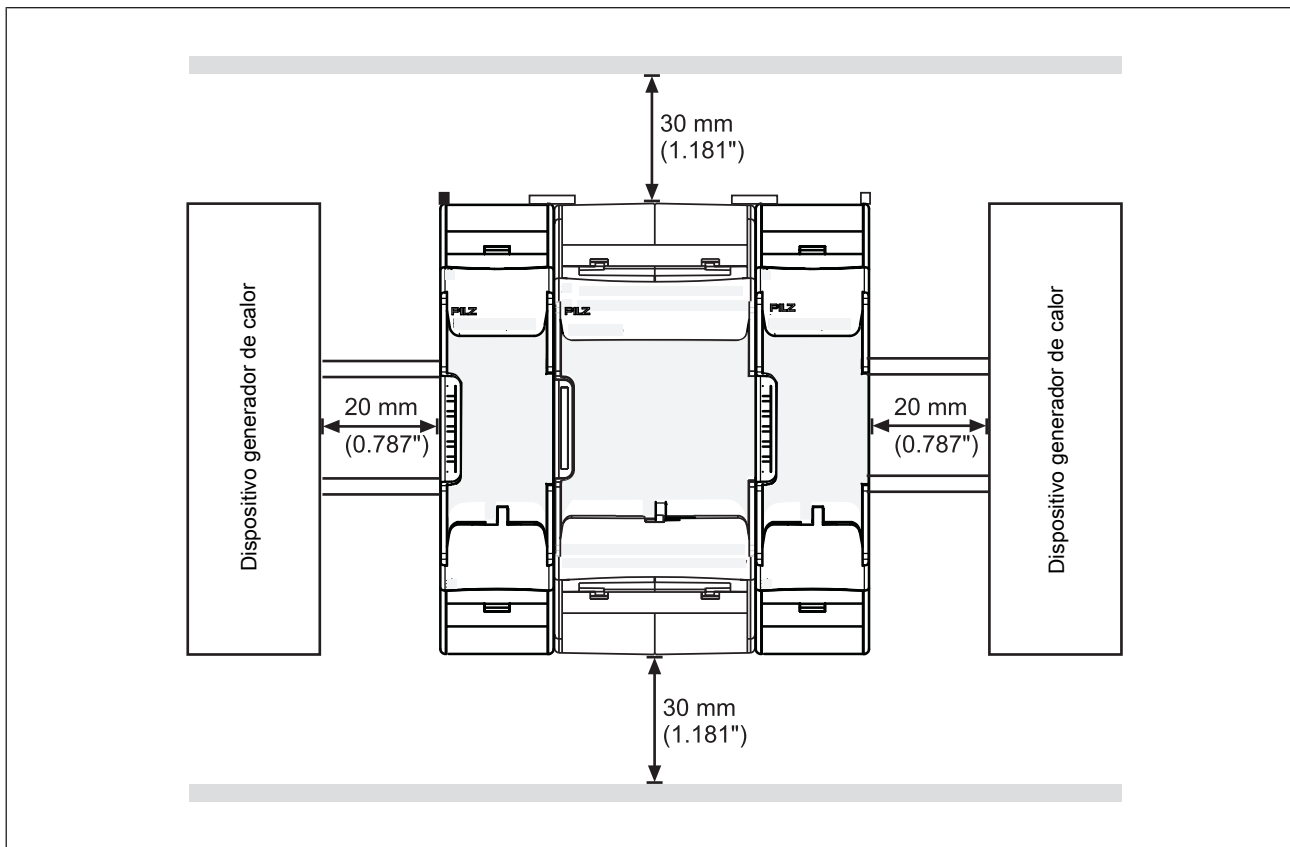 30 mm
(1.181")
Dispositivo generador de calor
PILZ
PILZ
PILZ
Dispositivo generador de calor
20 mm
(0.787")
20 mm
(0.787")
30 mm
(1.181")